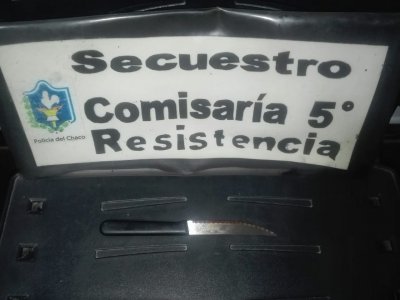 Secuestro
Comisaría 5°
Policía del Chaco
Resistencia